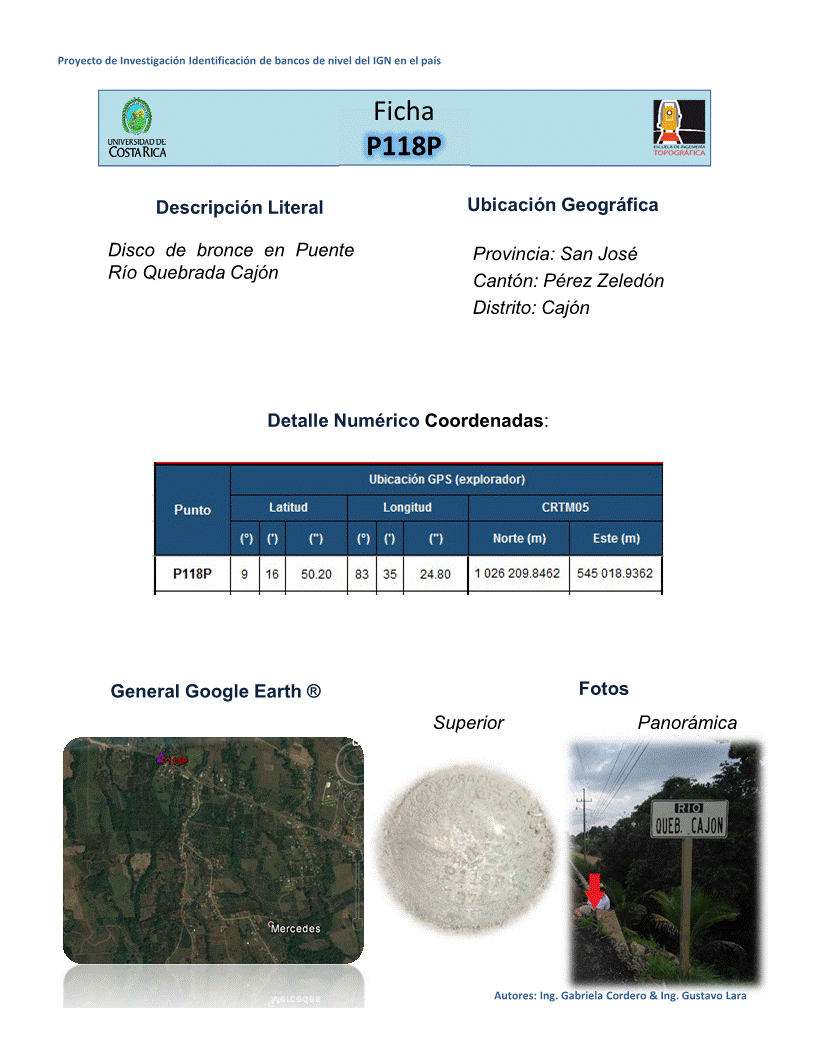 Proyecto de Investigación Identificación de bancos de nivel del IGN en el país
Ficha
P118P
UNIVERSIDAD DE
COSTA RICA
ESCUELA DE INGENIERÍA
TOPOGRÁFICA
Descripción Literal
Disco de bronce en Puente
Río Quebrada Cajón
Ubicación Geográfica
Provincia: San José
Cantón: Pérez Zeledón
Distrito: Cajón
Detalle Numérico Coordenadas:
Punto
Ubicación GPS (explorador)
Latitud Longitud CRTM05
(°) (') (") (°) (') (") Norte (m) Este (m)
P118P 9 16 50.20 83 35 24.80 1 026 209.8462 545 018.9362
General Google Earth ®
Fotos
Superior Panorámica
Mercedes
RIO
QUEB. CAJON
Autores: Ing. Gabriela Cordero & Ing. Gustavo Lara